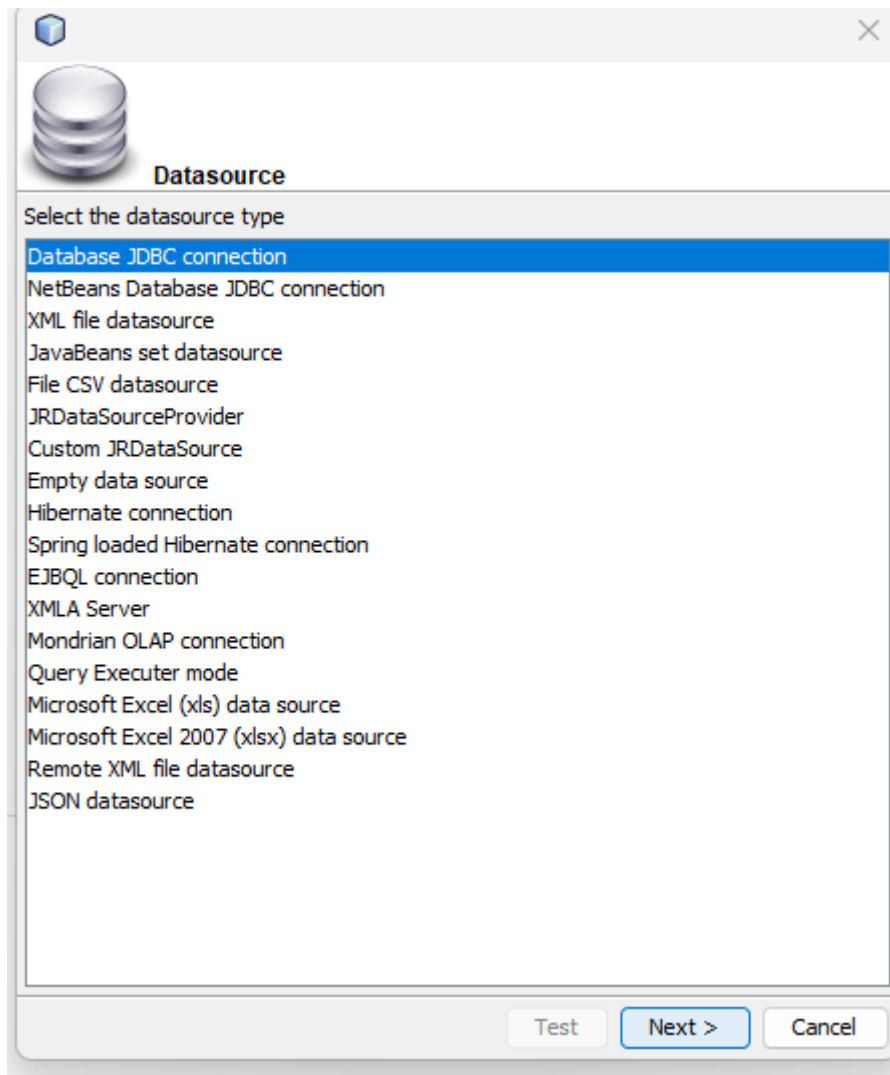 Datasource
Select the datasource type
Database JDBC connection
NetBeans Database JDBC connection
XML file datasource
JavaBeans set datasource
File CSV datasource
JRDataSourceProvider
Custom JRDataSource
Empty data source
Hibernate connection
Spring loaded Hibernate connection
EJBQL connection
XMLA Server
Mondrian OLAP connection
Query Executer mode
Microsoft Excel (xls) data source
Microsoft Excel 2007 (xlsx) data source
Remote XML file datasource
JSON datasource
Test Next > Cancel